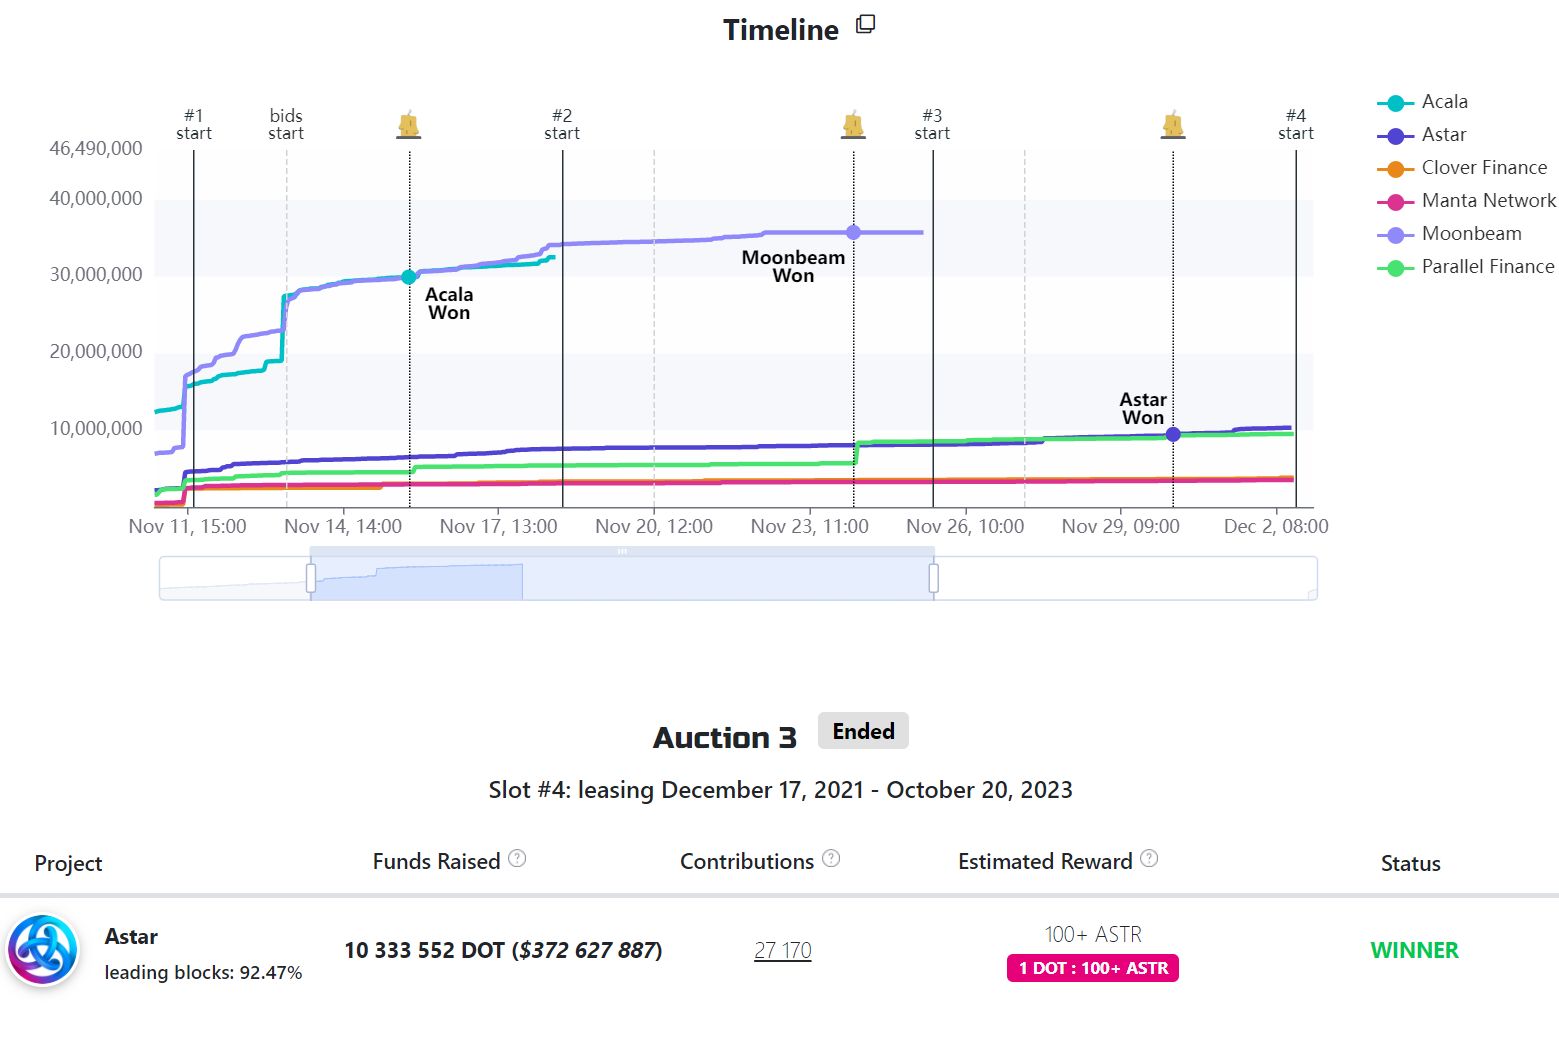 Timeline
#1
start
bids
start
#2
start
#3
start
#4
start
46,490,000
40,000,000
30,000,000
20,000,000
10,000,000
Acala
Won
Moonbeam
Won
Astar
Won
Acala
Astar
Clover Finance
Manta Network
Moonbeam
Parallel Finance
Nov 11, 15:00
Nov 14, 14:00
Nov 17, 13:00
Nov 20, 12:00
Nov 23, 11:00
Nov 26, 10:00
Nov 29, 09:00
Dec 2, 08:00
Auction 3 Ended
Slot #4: leasing December 17, 2021 - October 20, 2023
Project Funds Raised ? Contributions ? Estimated Reward ? Status
Astar
leading blocks: 92.47%
10 333 552 DOT ($372 627 887)
27 170
100+ ASTR
1 DOT : 100+ ASTR
WINNER